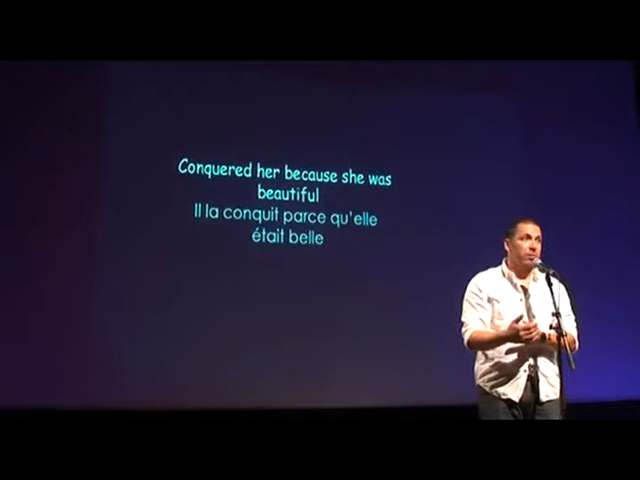 Conquered her because she was
beautiful
Il la conquit parce qu'elle
était belle